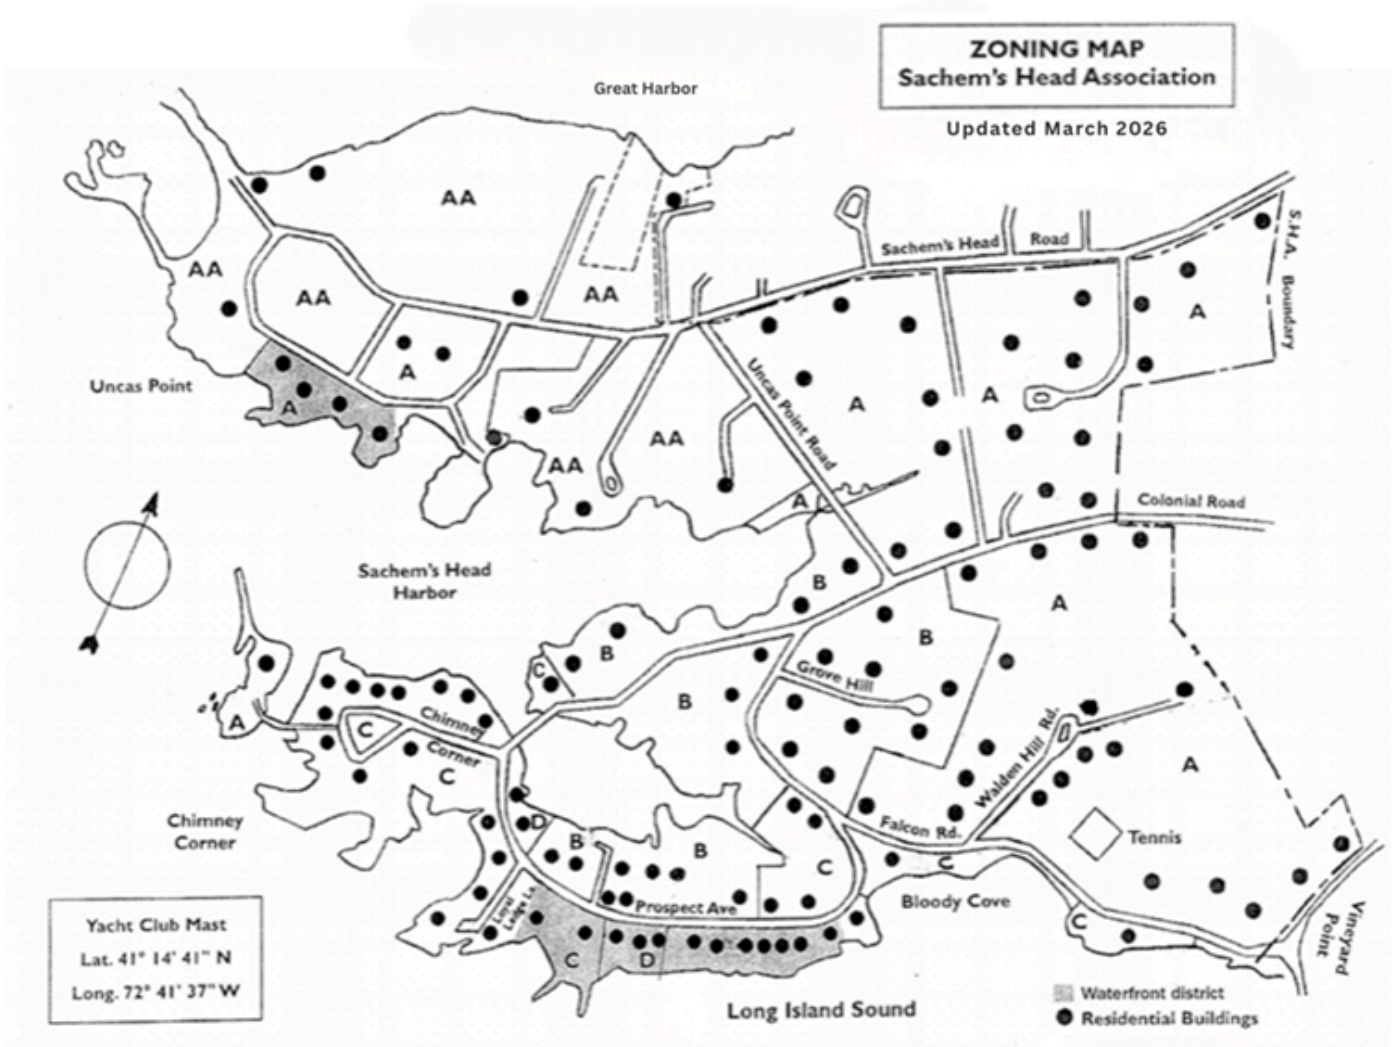 ZONING MAP
Sachem's Head Association
Updated March 2026
Great Harbor
AA
S.H.A. Boundary
Sachem's Head Road
AA
AA
AA
A
A
Uncas Point
A
Uncas Point Road
A
A
AA
AA
A
Colonial Road
Sachem's Head
Harbor
B
A
B
B
C
Grove Hill
B
A
C
Chimney
Corner
C
Walden Hill Rd.
A
Chimney
Corner
D
B
B
Falcon Rd.
C
C
Tennis
Loyal
Ledge Ln
Prospect Ave
Bloody Cove
C
Vineyard
Point
C
D
Yacht Club Mast
Lat. 41° 14' 41" N
Long. 72° 41' 37" W
Long Island Sound
Waterfront district
Residential Buildings